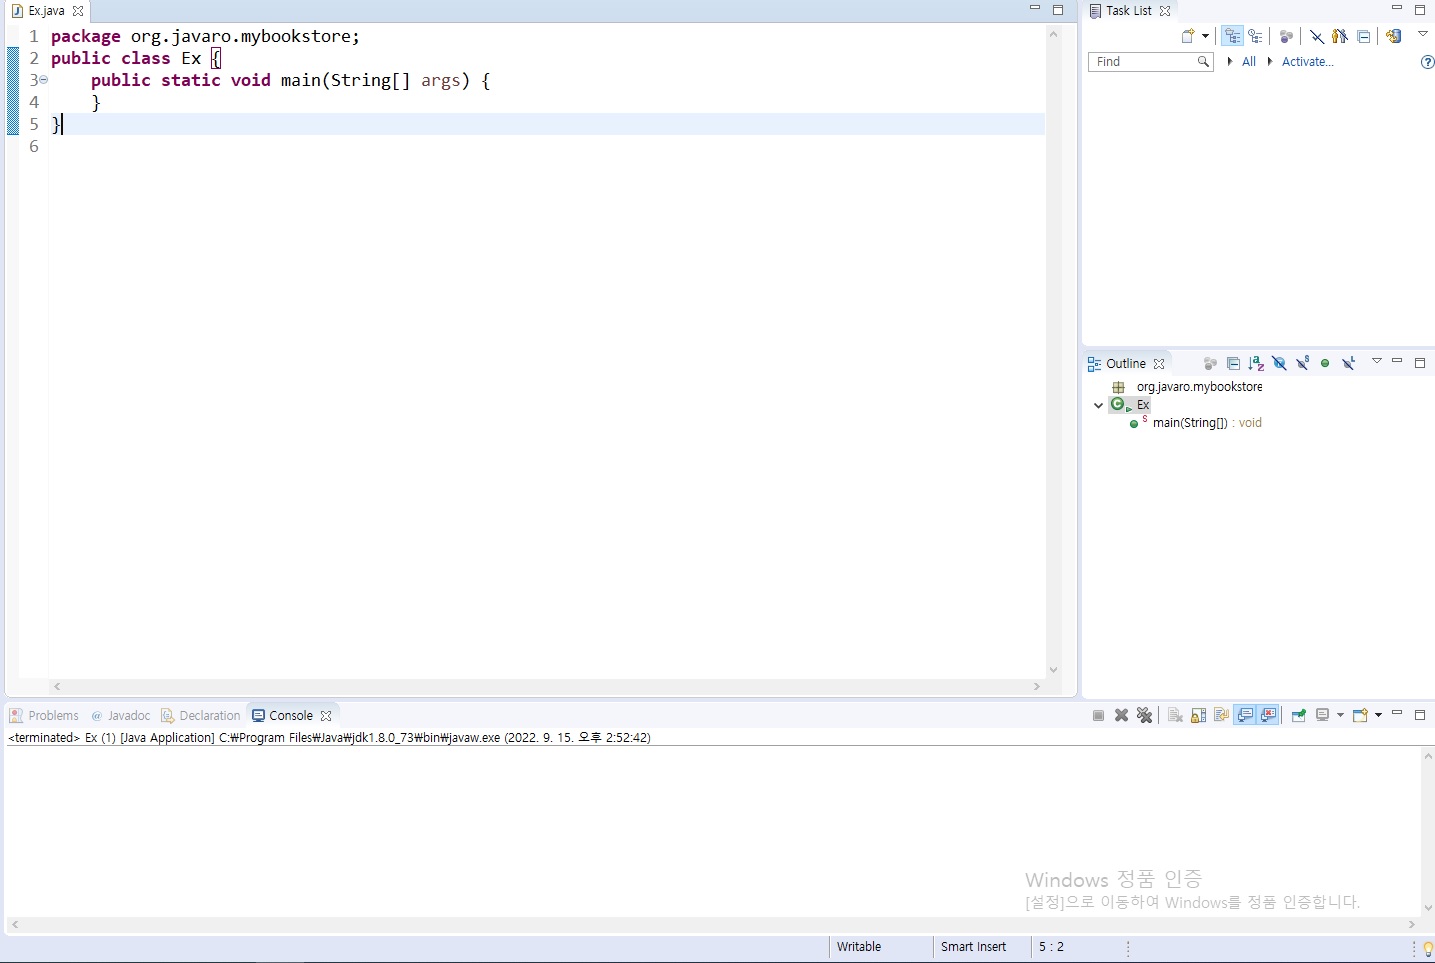 Ex.java
1 package org.javaro.mybookstore;
2 public class Ex {
3 public static void main(String[] args) {
4 }
5 }
6
Task List
Find
All
Activate...
Outline
org.javaro.mybookstore
Ex
main(String[]) : void
Problems @ Javadoc Declaration Console
<terminated> Ex (1) [Java Application] C:₩Program Files₩Java₩jdk1.8.0_73₩bin₩javaw.exe (2022. 9. 15. 오후 2:52:42)
Windows 정품 인증
[설정]으로 이동하여 Windows를 정품 인증합니다.
Writable Smart Insert 5 : 2